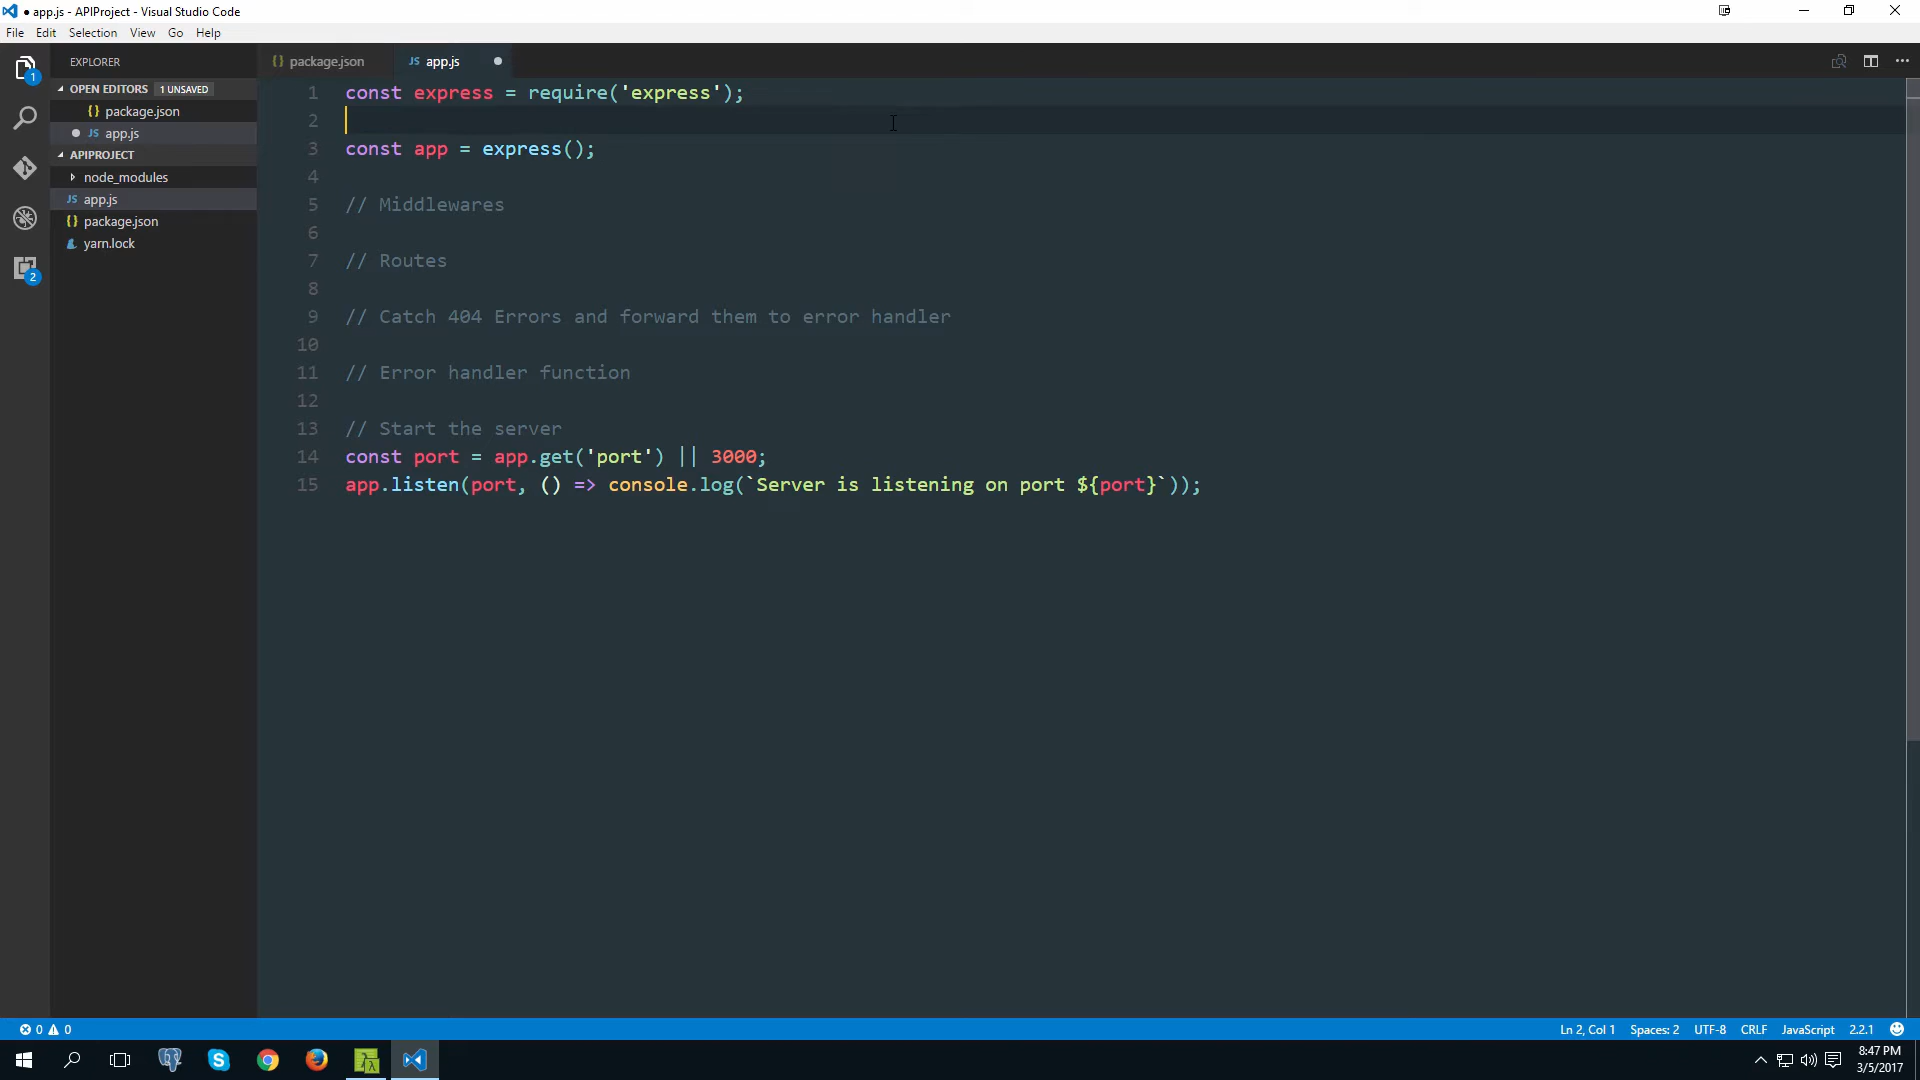 app.js - APIProject - Visual Studio Code
File Edit Selection View Go Help
EXPLORER
OPEN EDITORS 1 UNSAVED
{} package.json
JS app.js
APIPROJECT
node_modules
JS app.js
{} package.json
yarn.lock
1
2
{} package.json JS app.js
1 const express = require('express');
2
3 const app = express();
4
5 // Middlewares
6
7 // Routes
8
9 // Catch 404 Errors and forward them to error handler
10
11 // Error handler function
12
13 // Start the server
14 const port = app.get('port') || 3000;
15 app.listen(port, () => console.log(`Server is listening on port ${port}`));
0 0 Ln 2, Col 1 Spaces: 2 UTF-8 CRLF JavaScript 2.2.1
8:47 PM
3/5/2017